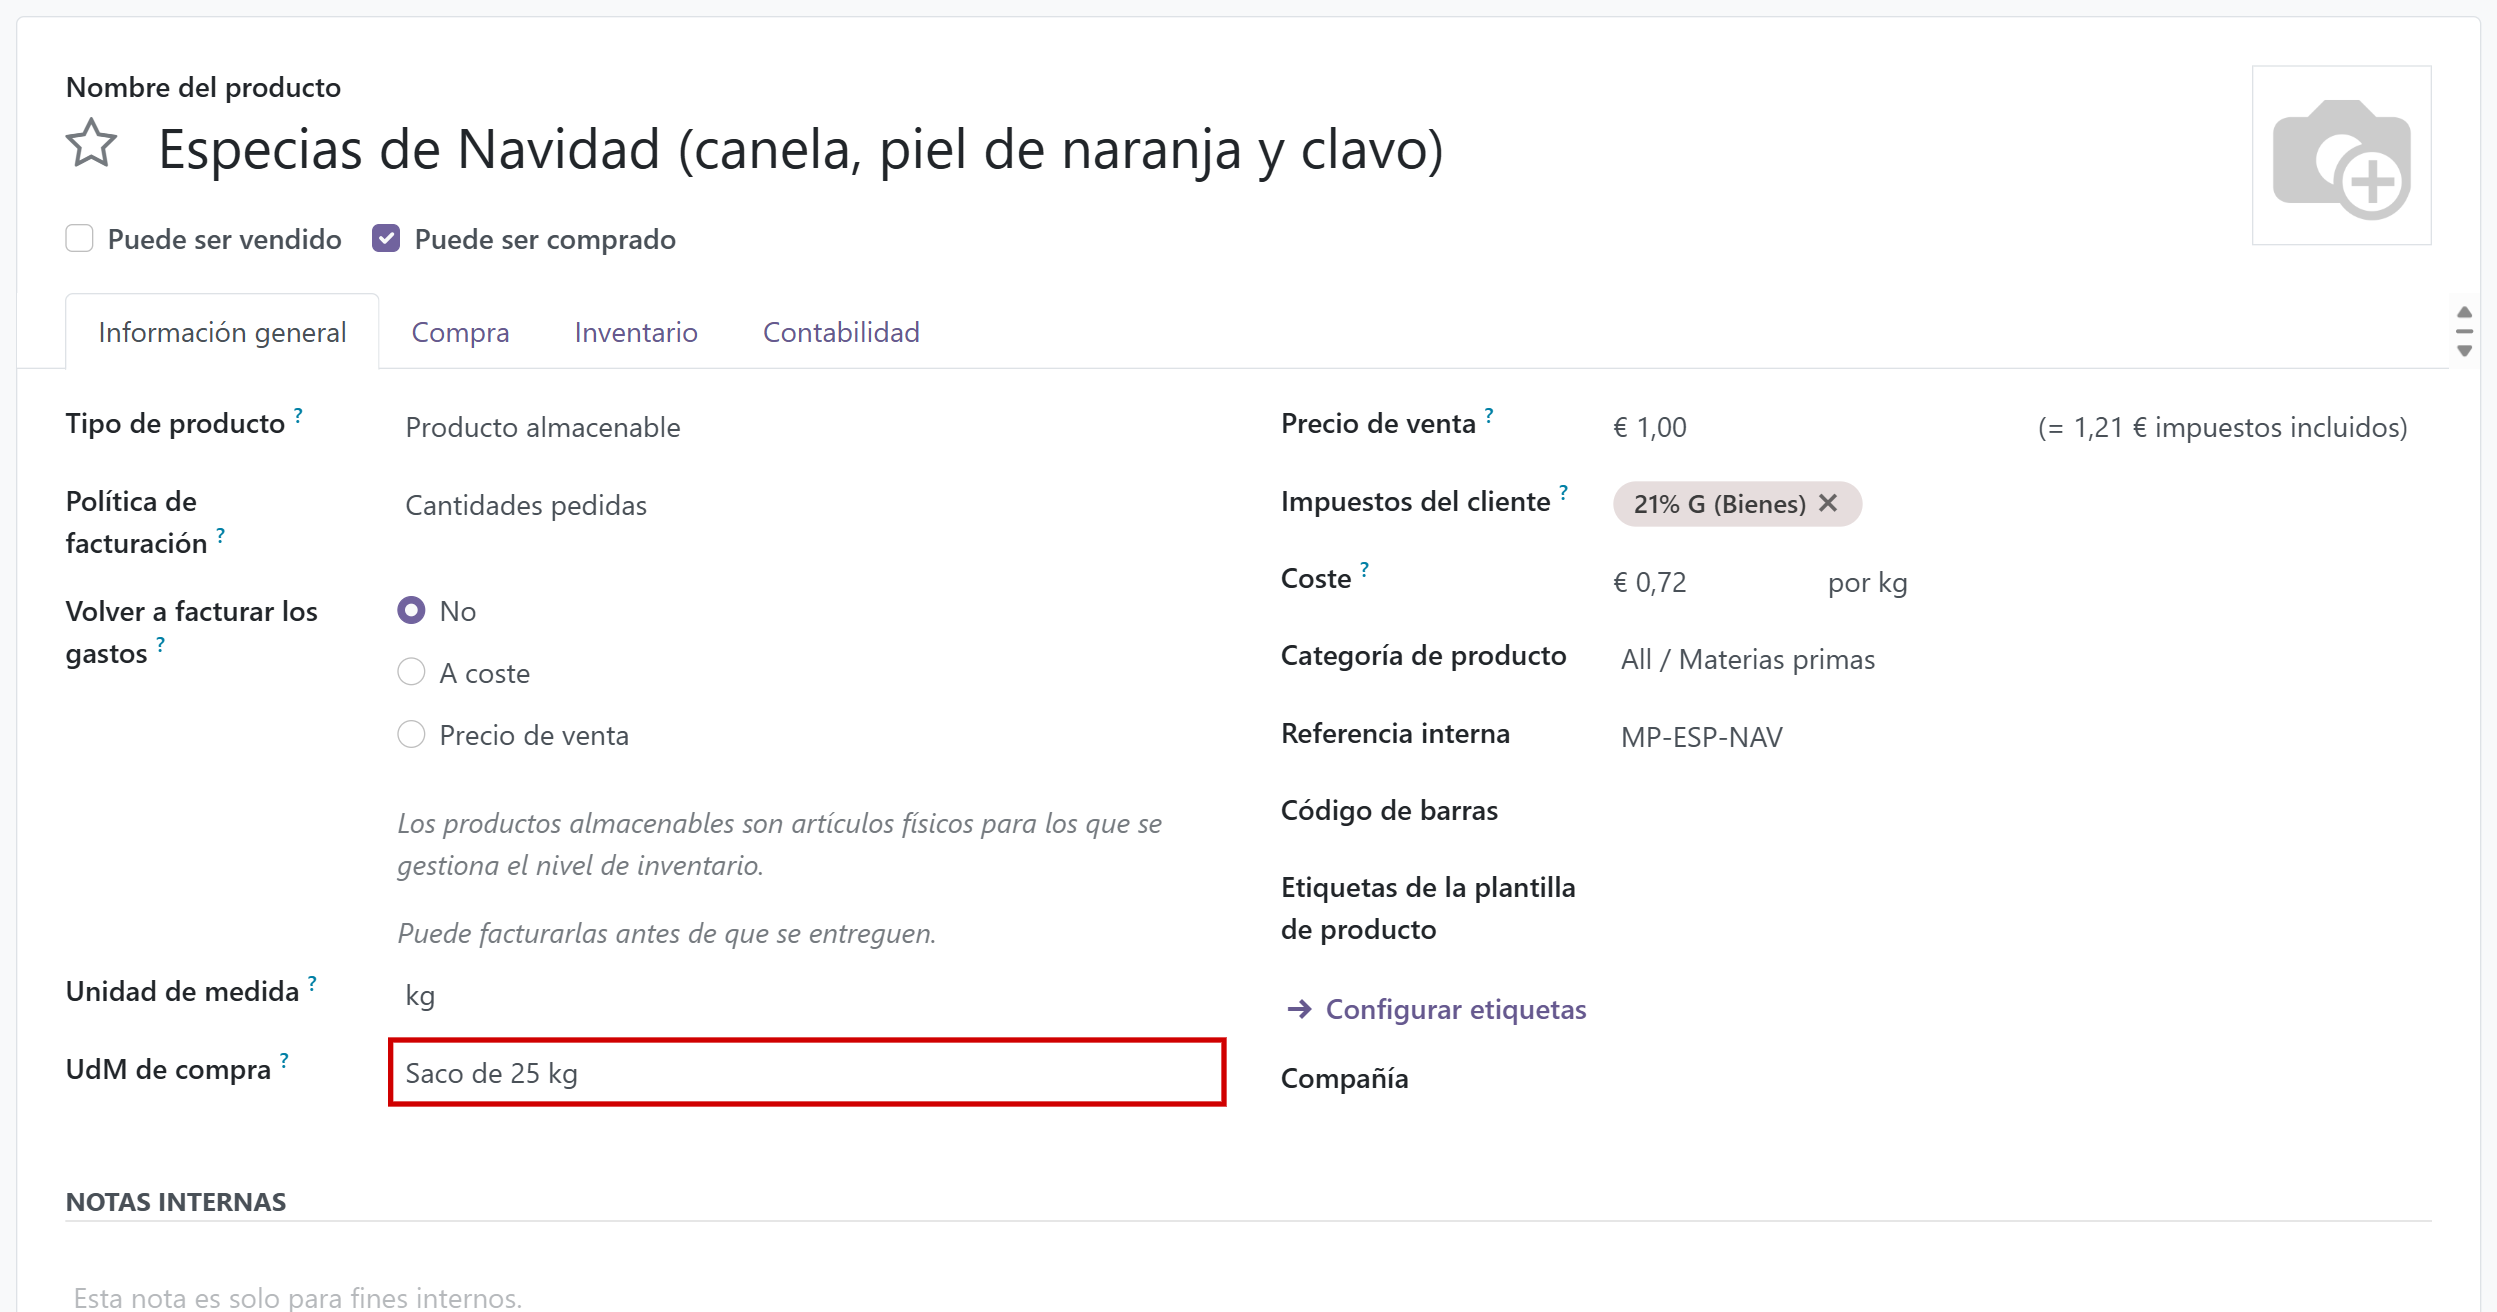 Nombre del producto
Especias de Navidad (canela, piel de naranja y clavo)
Puede ser vendido
Puede ser comprado
Información general
Compra
Inventario
Contabilidad
Tipo de producto ?
Producto almacenable
Política de
facturación ?
Cantidades pedidas
Volver a facturar los
gastos ?
No
A coste
Precio de venta
Los productos almacenables son artículos físicos para los que se
gestiona el nivel de inventario.
Puede facturarlas antes de que se entreguen.
Unidad de medida ?
kg
UdM de compra ?
Saco de 25 kg
Precio de venta ?
€ 1,00
(= 1,21 € impuestos incluidos)
Impuestos del cliente ?
21% G (Bienes)
Coste ?
€ 0,72
por kg
Categoría de producto
All / Materias primas
Referencia interna
MP-ESP-NAV
Código de barras
Etiquetas de la plantilla
de producto
Configurar etiquetas
Compañía
NOTAS INTERNAS
Esta nota es solo para fines internos.